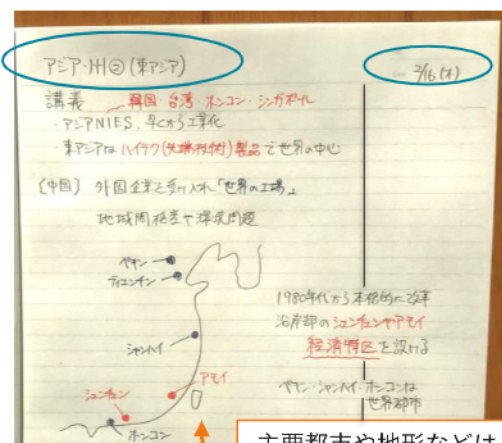 アジア州② (東アジア)
2/16 (木)
講義 韓国・台湾・ホンコン・シンガポール
・アジアNIES, 早くから工業化
・東アジアはハイテク(先端技術)製品で世界の中心
〔中国〕 外国企業を受け入れ「世界の工場」
地域間格差や環境問題
ペキン
テンチン
シャンハイ
アモイ
シェンチェン
ホンコン
1980年代から本格的に改革
沿岸部のシェンチェンやアモイ
経済特区を設ける
ペキン・シャンハイ・ホンコンは
世界都市
主要都市や地形などは